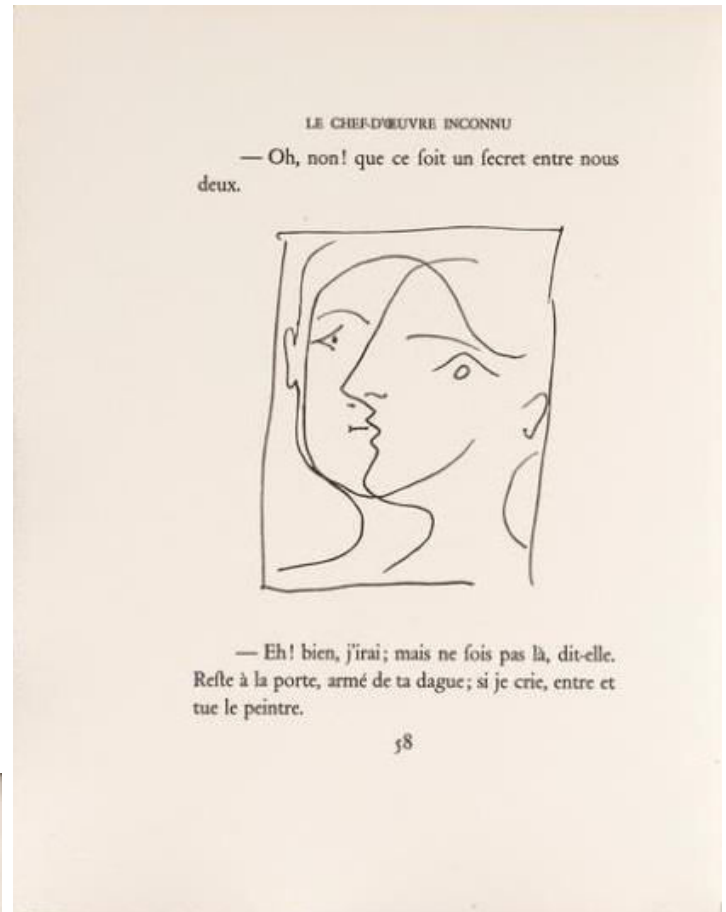 LE CHEF-D'ŒUVRE INCONNU
— Oh, non! que ce ſoit un ſecret entre nous
deux.
— Eh! bien, j'irai; mais ne ſois pas là, dit-elle.
Reſte à la porte, armé de ta dague; si je crie, entre et
tue le peintre.
58